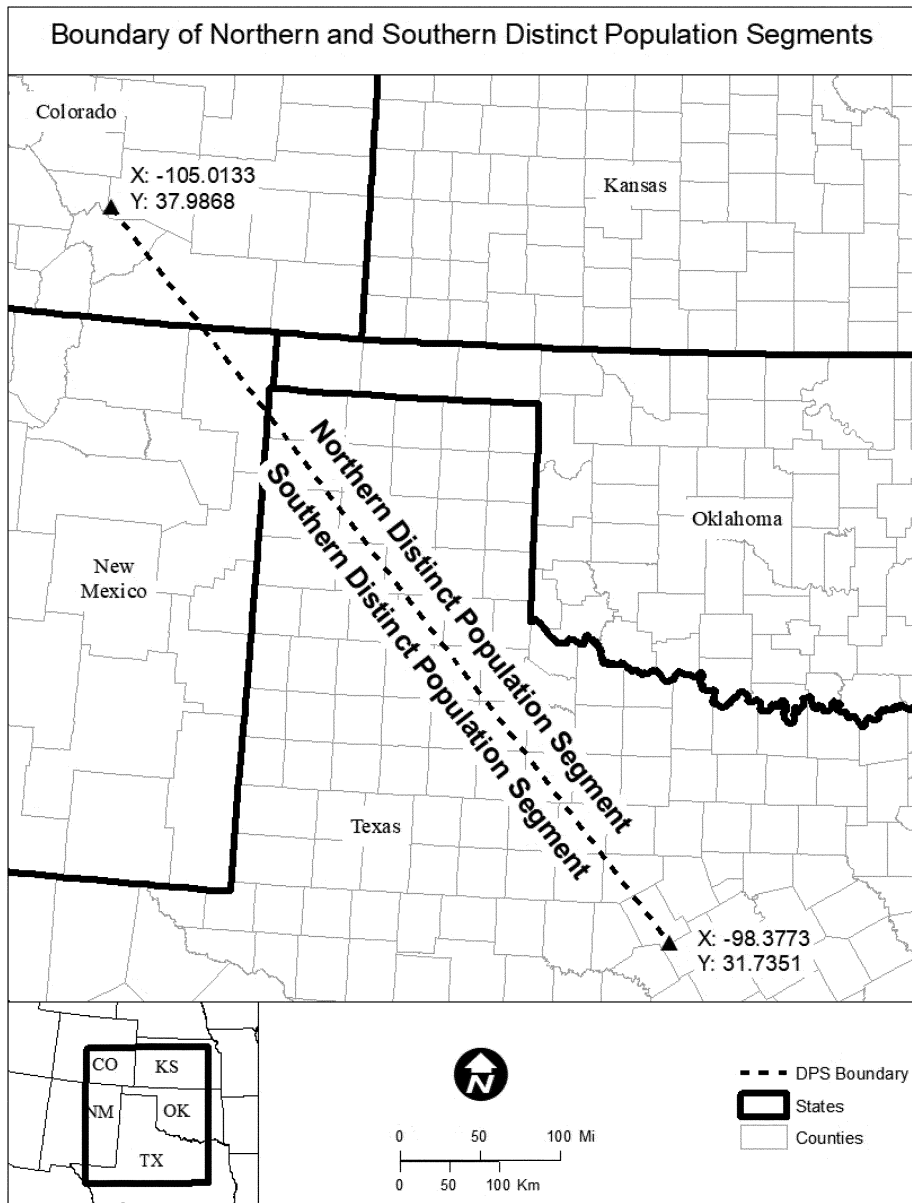 Boundary of Northern and Southern Distinct Population Segments
Colorado
X: -105.0133
Y: 37.9868
Kansas
Northern Distinct Population Segment
Southern Distinct Population Segment
Oklahoma
New
Mexico
Texas
X: -98.3773
Y: 31.7351
CO
KS
NM
OK
TX
N
0 50 100 Mi
0 50 100 Km
DPS Boundary
States
Counties